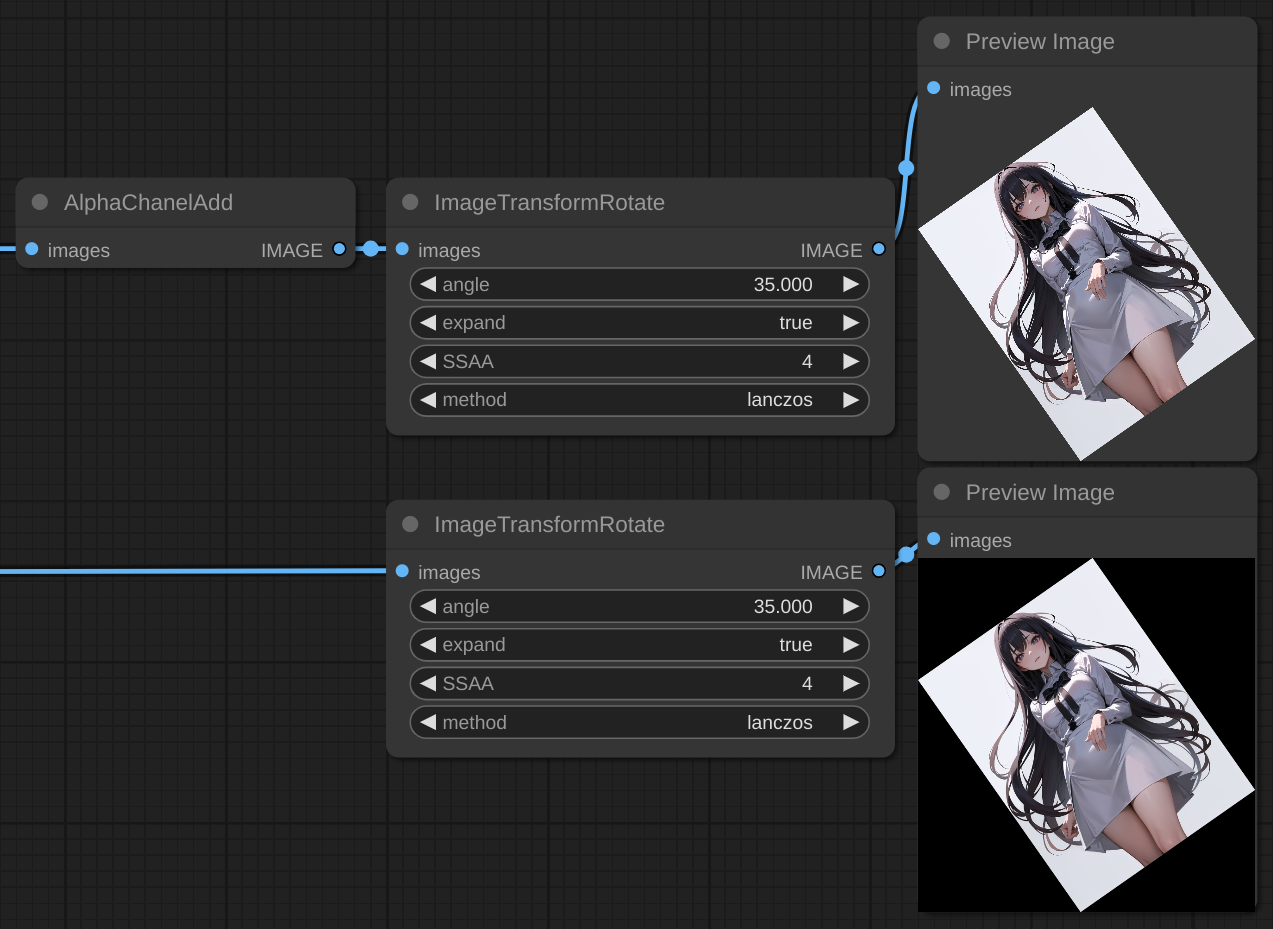 Preview Image
images
AlphaChanelAdd
images IMAGE
ImageTransformRotate
images IMAGE
angle 35.000
expand true
SSAA 4
method lanczos
Preview Image
images
ImageTransformRotate
images IMAGE
angle 35.000
expand true
SSAA 4
method lanczos